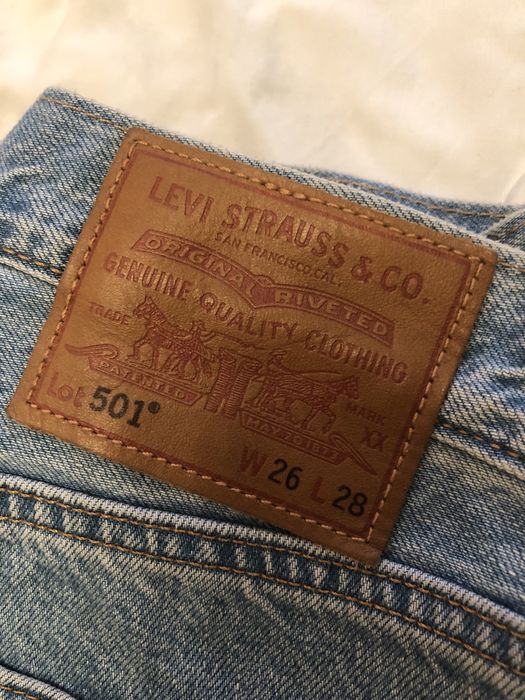 LEVI STRAUSS & CO.
SAN FRANCISCO CAL.
ORIGINAL RIVETED
GENUINE QUALITY CLOTHING
TRADE MARK
PATENTED MAY 20 1873
XX
Lot 501®
W 26 L 28